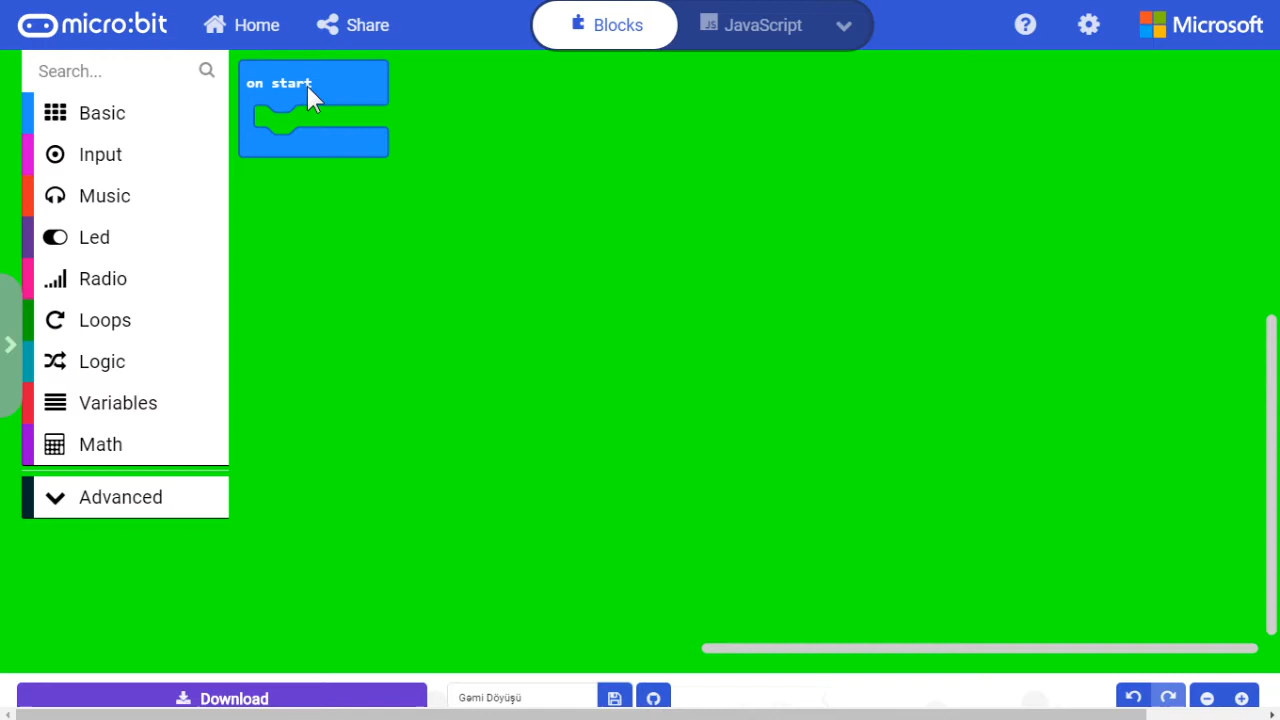 micro:bit
Home
Share
Blocks
JavaScript
Microsoft
Search...
on start
Basic
Input
Music
Led
Radio
Loops
Logic
Variables
Math
Advanced
Download
Gəmi Döyüşü